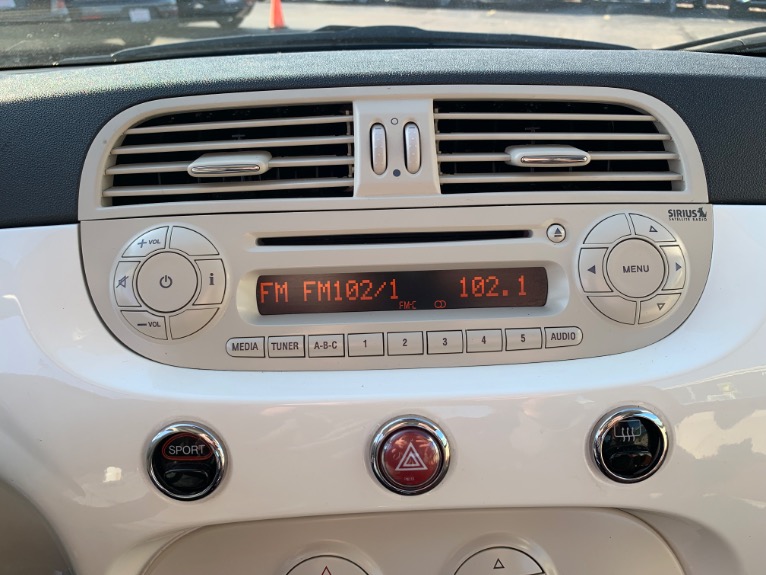 SIRIUS
SATELLITE RADIO
+ VOL
i
MENU
FM FM102/1 102.1
FM-C
- VOL
MEDIA TUNER A-B-C 1 2 3 4 5 AUDIO
SPORT